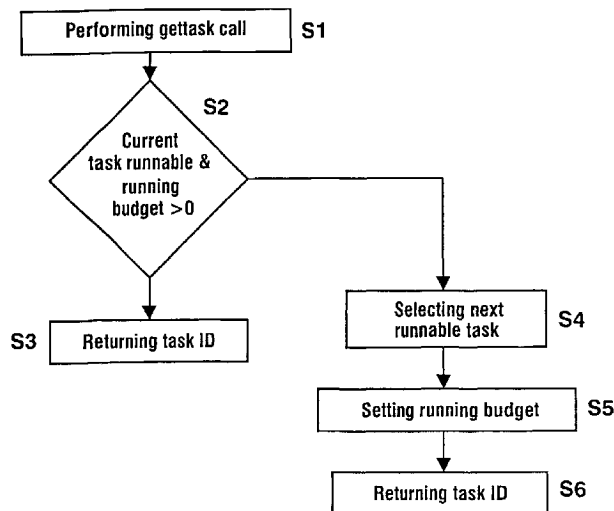 Performing gettask call S1
S2
Current
task runnable &
running
budget >0
S3 Returning task ID
Selecting next
runnable task
S4
Setting running budget S5
Returning task ID
S6